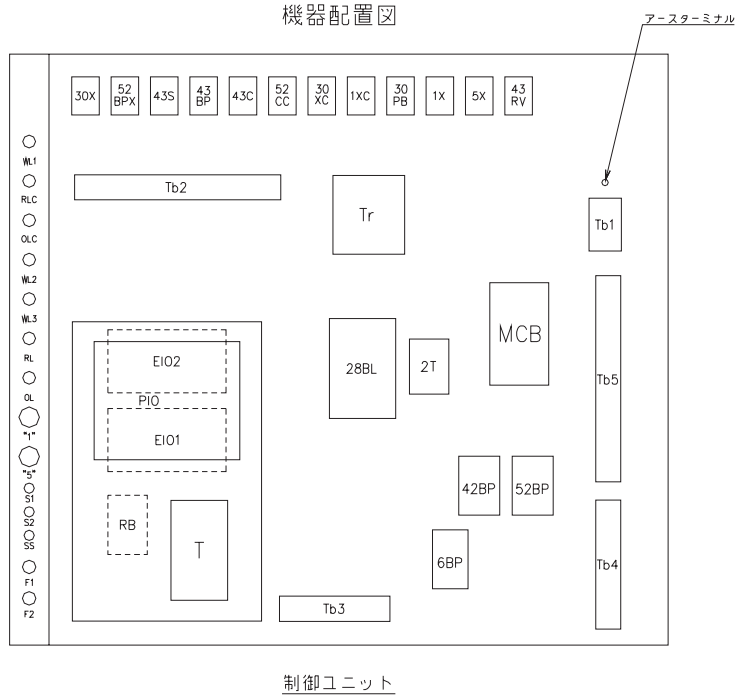 機器配置図
アースターミナル
30X
52
BPX
43S
43
BP
43C
52
CC
30
XC
1XC
30
PB
1X
5X
43
RV
WL1
RLC
OLC
WL2
WL3
RL
OL
"1"
"5"
S1
S2
SS
F1
F2
Tb2
Tr
Tb1
EIO2
PIO
EIO1
RB
T
28BL
2T
MCB
Tb5
42BP
52BP
6BP
Tb4
Tb3
制御ユニット